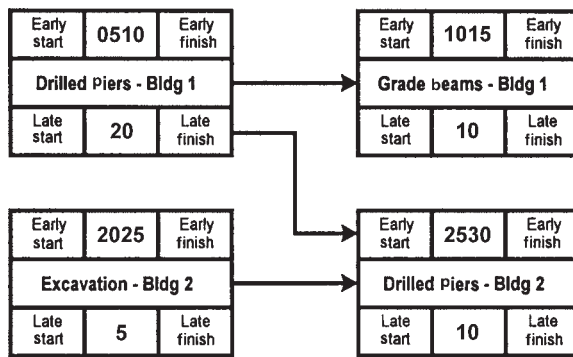 Early start 0510 Early finish
Drilled Piers - Bldg 1
Late start 20 Late finish
Early start 1015 Early finish
Grade beams - Bldg 1
Late start 10 Late finish
Early start 2025 Early finish
Excavation - Bldg 2
Late start 5 Late finish
Early start 2530 Early finish
Drilled Piers - Bldg 2
Late start 10 Late finish